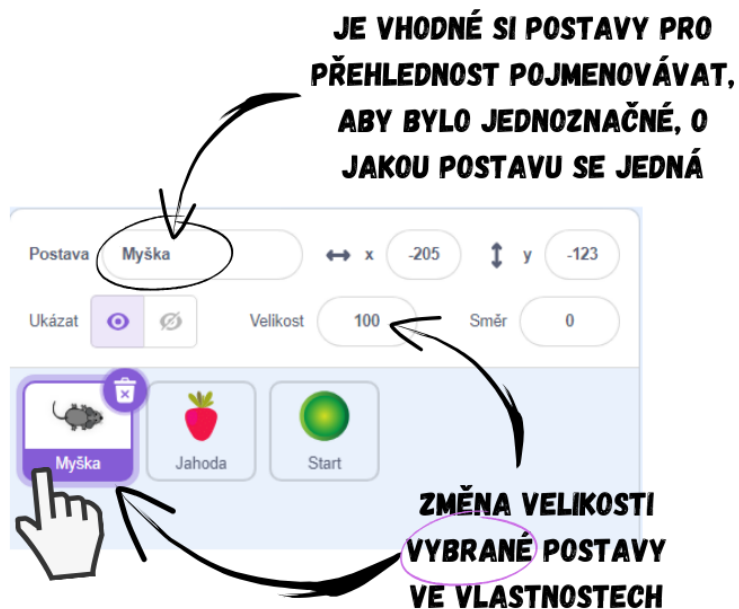 JE VHODNÉ SI POSTAVY PRO
PŘEHLEDNOST POJMENOVÁVAT,
ABY BYLO JEDNOZNAČNÉ, O
JAKOU POSTAVU SE JEDNÁ
Postava Myška x -205 y -123
Ukázat Velikost 100 Směr 0
Myška Jahoda Start
ZMĚNA VELIKOSTI
VYBRANÉ POSTAVY
VE VLASTNOSTECH